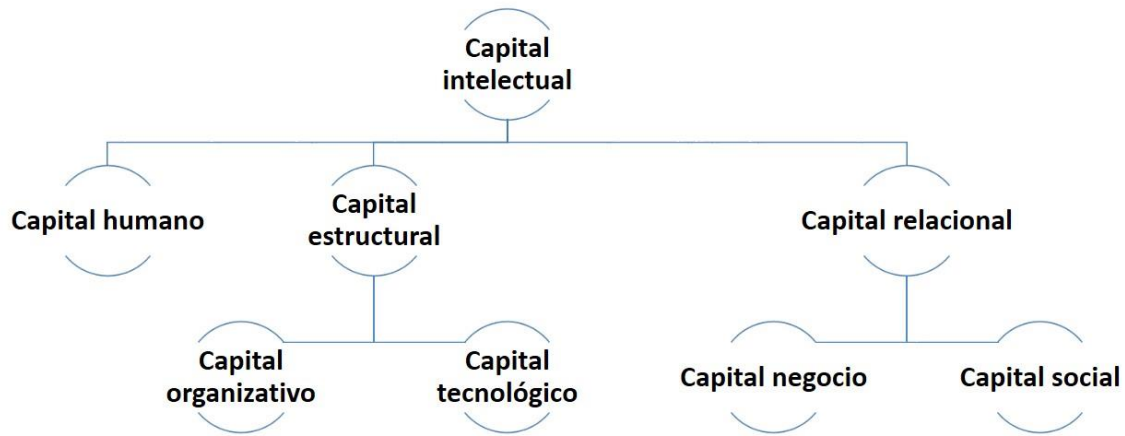 Capital
intelectual
Capital humano
Capital
estructural
Capital relacional
Capital
organizativo
Capital
tecnológico
Capital negocio
Capital social